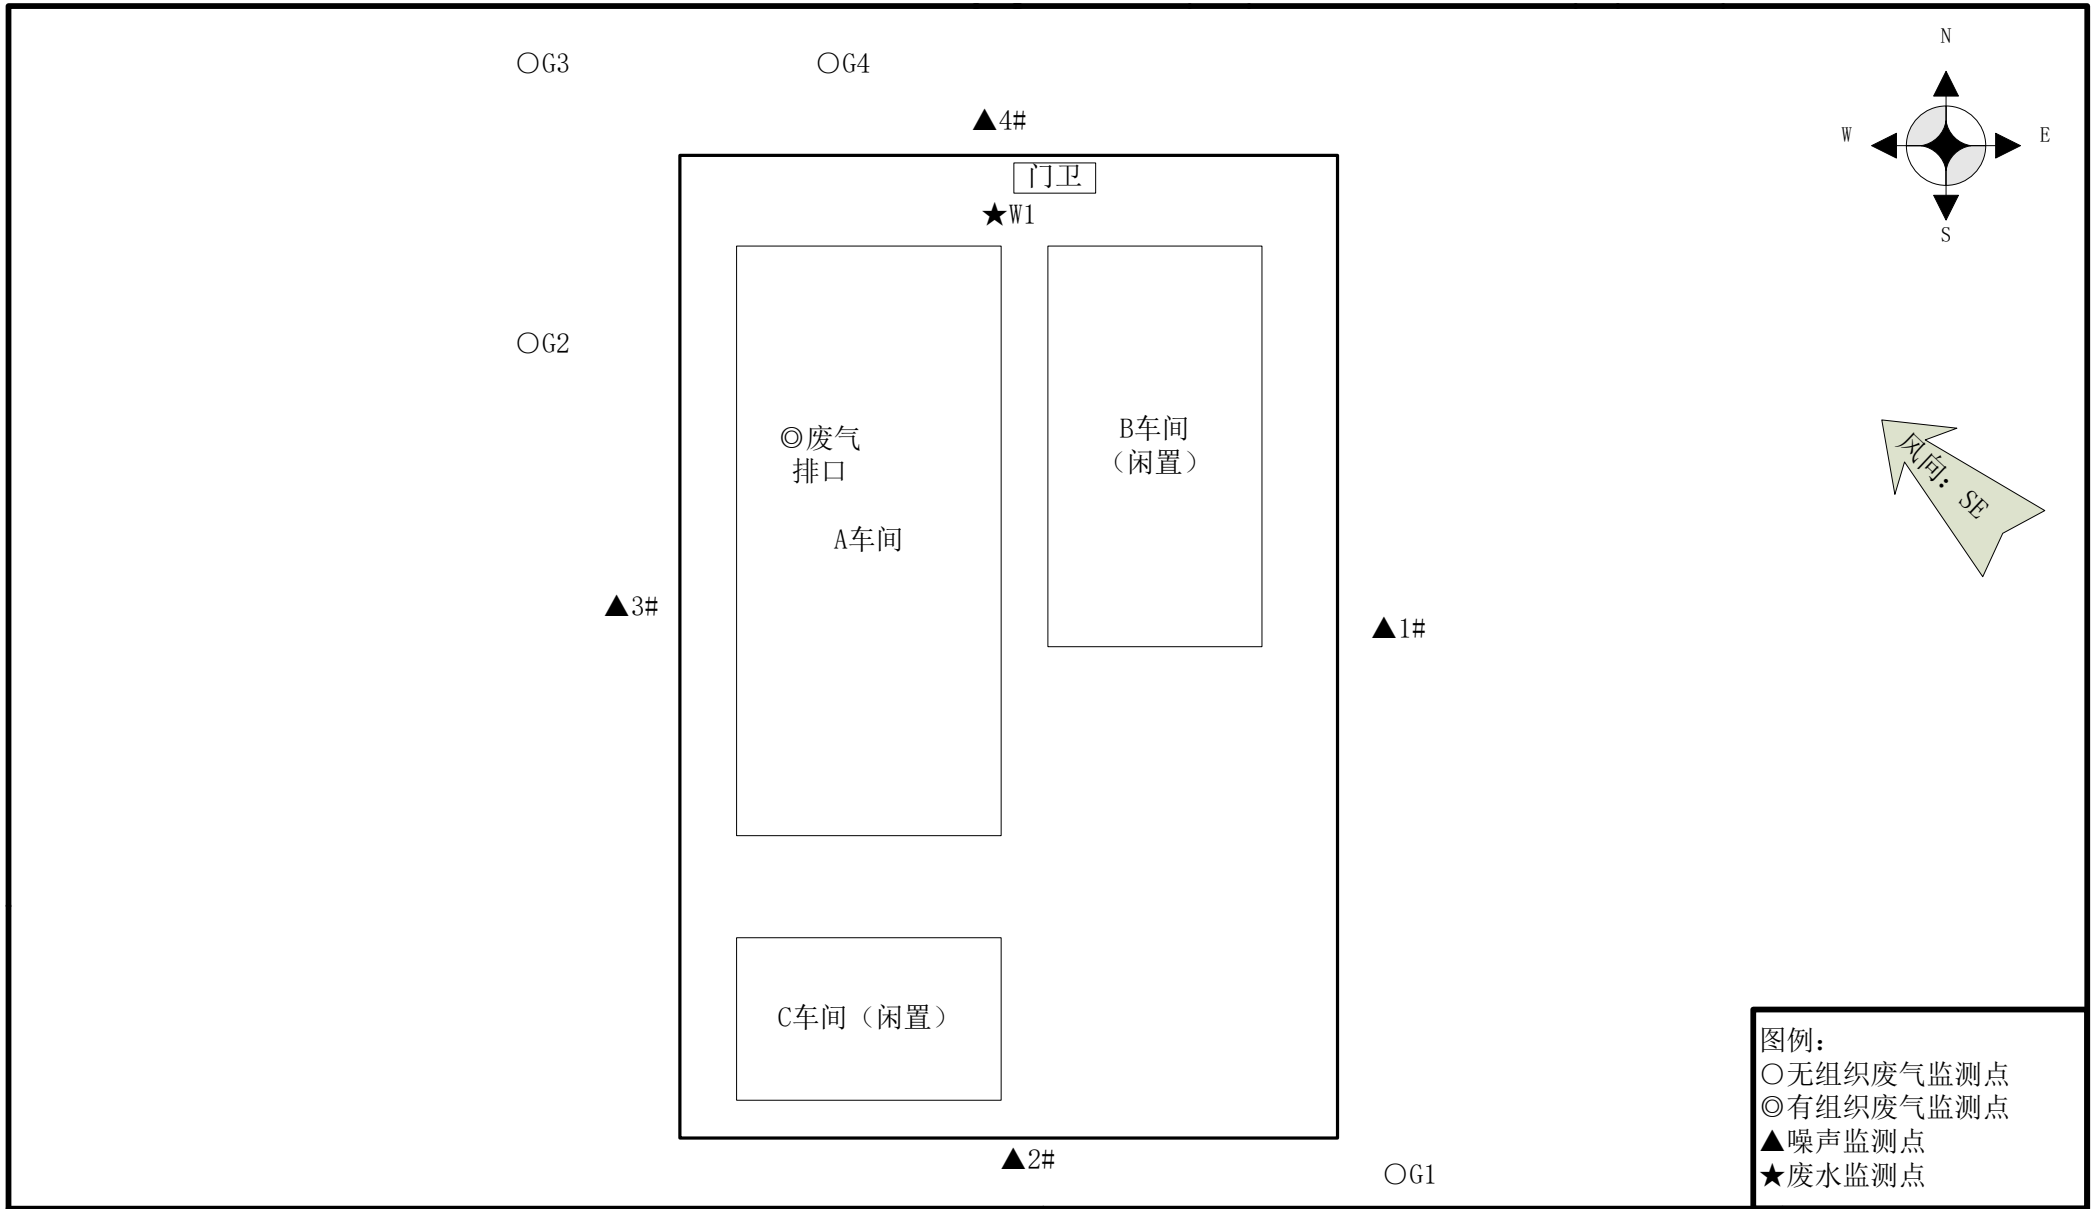 ○G3
○G4
N
▲4#
W
E
门卫
★W1
S
○G2
◎废气
排口
B车间
（闲置）
风向：SE
A车间
▲3#
▲1#
C车间（闲置）
▲2#
○G1
图例：
○无组织废气监测点
◎有组织废气监测点
▲噪声监测点
★废水监测点